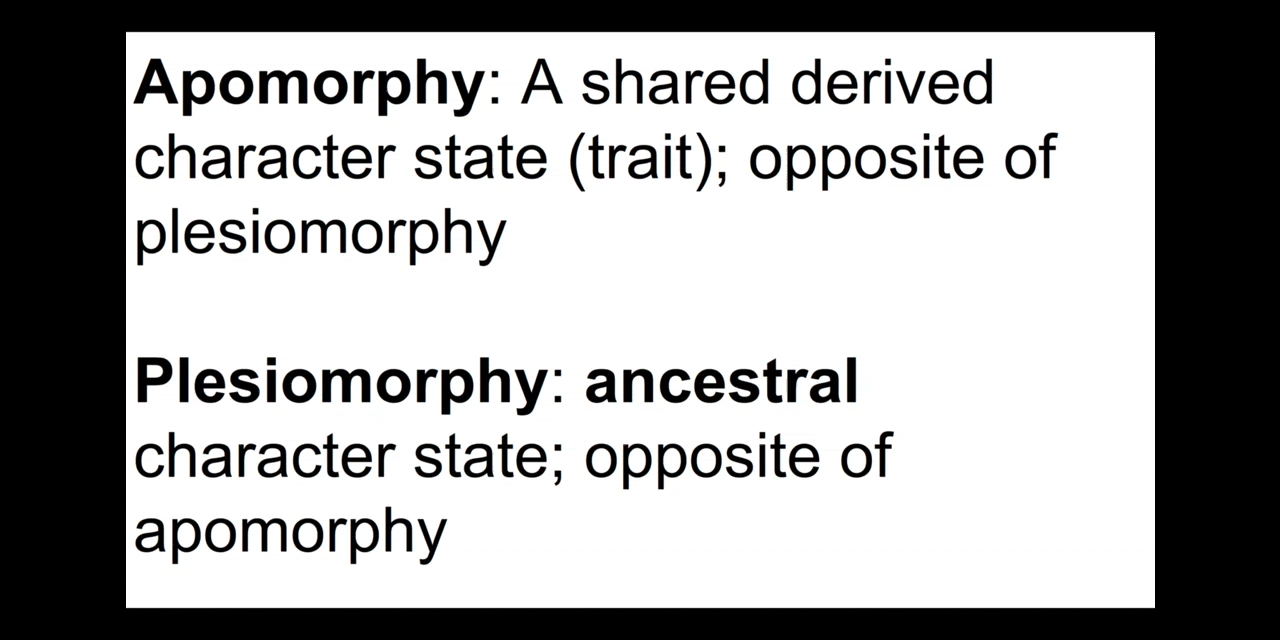 Apomorphy: A shared derived
character state (trait); opposite of
plesiomorphy
Plesiomorphy: ancestral
character state; opposite of
apomorphy